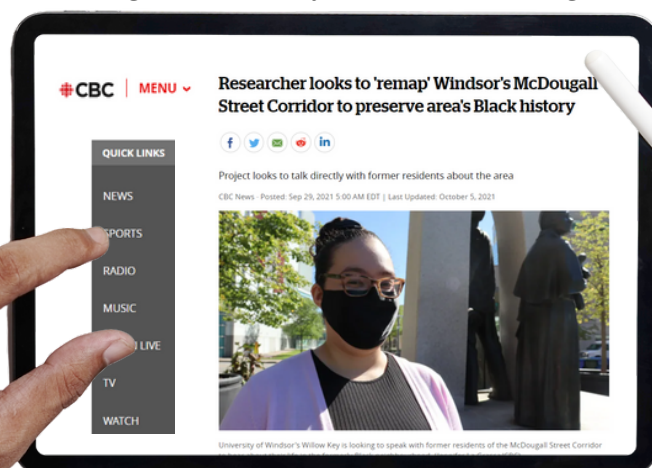 CBC | MENU
Researcher looks to 'remap' Windsor's McDougall
Street Corridor to preserve area's Black history
QUICK LINKS
NEWS
SPORTS
RADIO
MUSIC
LIVE
TV
WATCH
Project looks to talk directly with former residents about the area
CBC News · Posted: Sep 29, 2021 5:00 AM EDT | Last Updated: October 5, 2021
University of Windsor's Willow Key is looking to speak with former residents of the McDougall Street Corridor